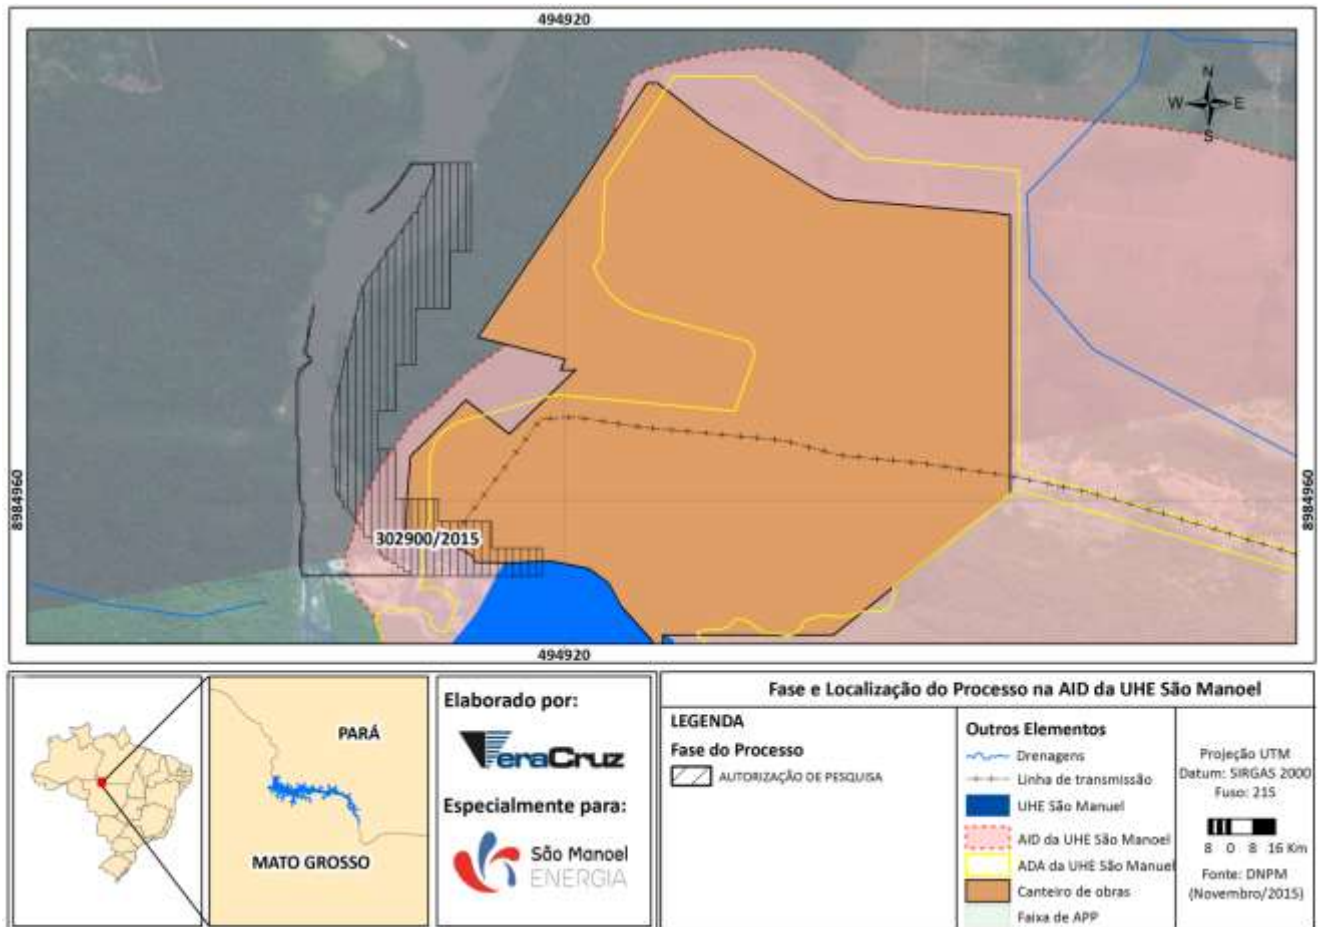 494920
N
W E
S
8984960
8984960
302900/2015
494920
PARÁ
MATO GROSSO
Elaborado por:
VeraCruz
Especialmente para:
São Manoel
ENERGIA
Fase e Localização do Processo na AID da UHE São Manoel
LEGENDA
Fase do Processo
AUTORIZAÇÃO DE PESQUISA
Outros Elementos
Drenagens
Linha de transmissão
UHE São Manuel
AID da UHE São Manoel
ADA da UHE São Manuel
Canteiro de obras
Faixa de APP
Projeção UTM
Datum: SIRGAS 2000
Fuso: 21S
8 0 8 16 Km
Fonte: DNPM
(Novembro/2015)